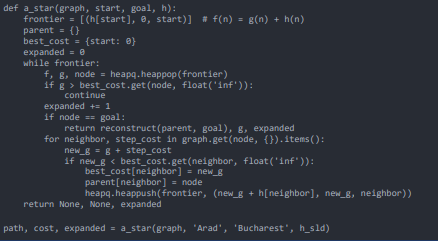 def a_star(graph, start, goal, h):
    frontier = [(h[start], 0, start)]  # f(n) = g(n) + h(n)
    parent = {}
    best_cost = {start: 0}
    expanded = 0
    while frontier:
        f, g, node = heapq.heappop(frontier)
        if g > best_cost.get(node, float('inf')):
            continue
        expanded += 1
        if node == goal:
            return reconstruct(parent, goal), g, expanded
        for neighbor, step_cost in graph.get(node, {}).items():
            new_g = g + step_cost
            if new_g < best_cost.get(neighbor, float('inf')):
                best_cost[neighbor] = new_g
                parent[neighbor] = node
                heapq.heappush(frontier, (new_g + h[neighbor], new_g, neighbor))
    return None, None, expanded

path, cost, expanded = a_star(graph, 'Arad', 'Bucharest', h_sld)